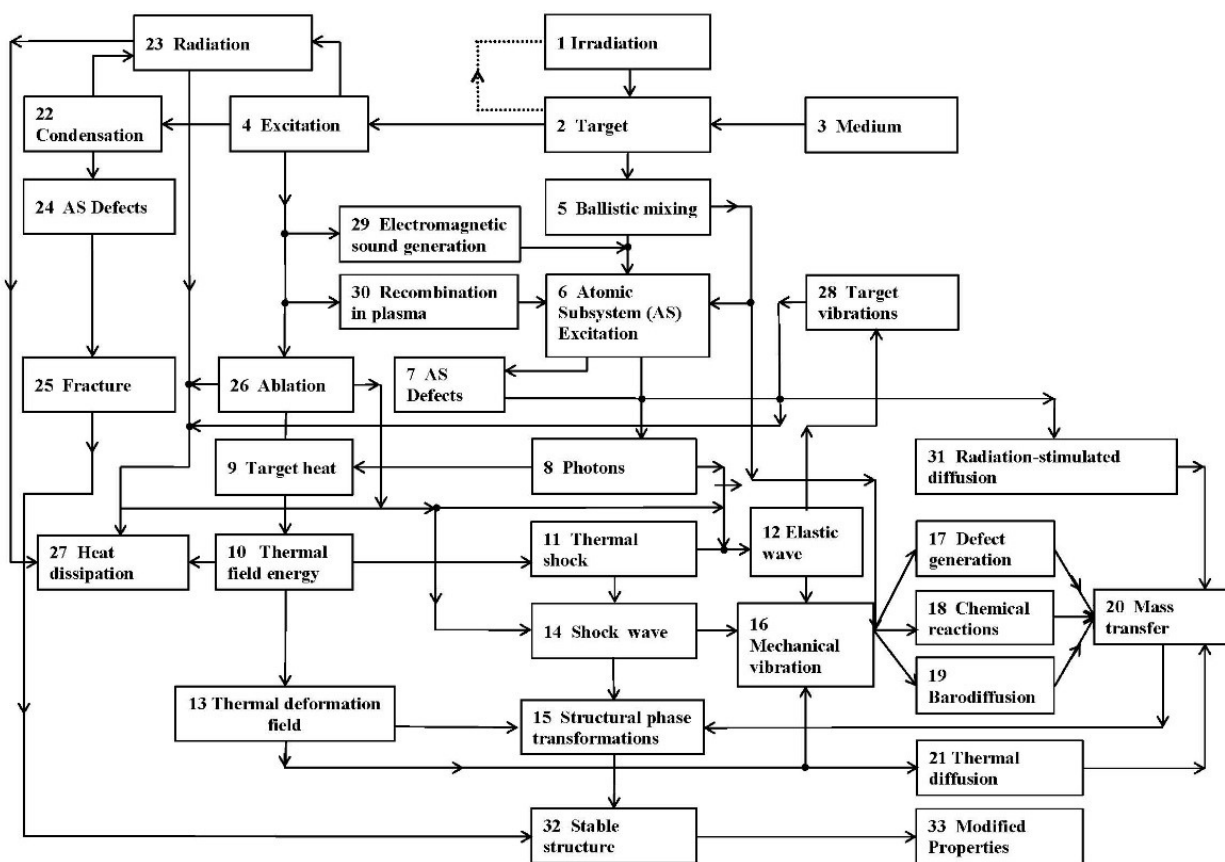 23 Radiation
1 Irradiation
22
Condensation
4 Excitation
2 Target
3 Medium
24 AS Defects
5 Ballistic mixing
29 Electromagnetic
sound generation
30 Recombination
in plasma
6 Atomic
Subsystem (AS)
Excitation
28 Target
vibrations
25 Fracture
26 Ablation
7 AS
Defects
9 Target heat
8 Photons
31 Radiation-stimulated
diffusion
27 Heat
dissipation
10 Thermal
field energy
11 Thermal
shock
12 Elastic
wave
17 Defect
generation
14 Shock wave
16
Mechanical
vibration
18 Chemical
reactions
20 Mass
transfer
19
Barodiffusion
13 Thermal deformation
field
15 Structural phase
transformations
21 Thermal
diffusion
32 Stable
structure
33 Modified
Properties